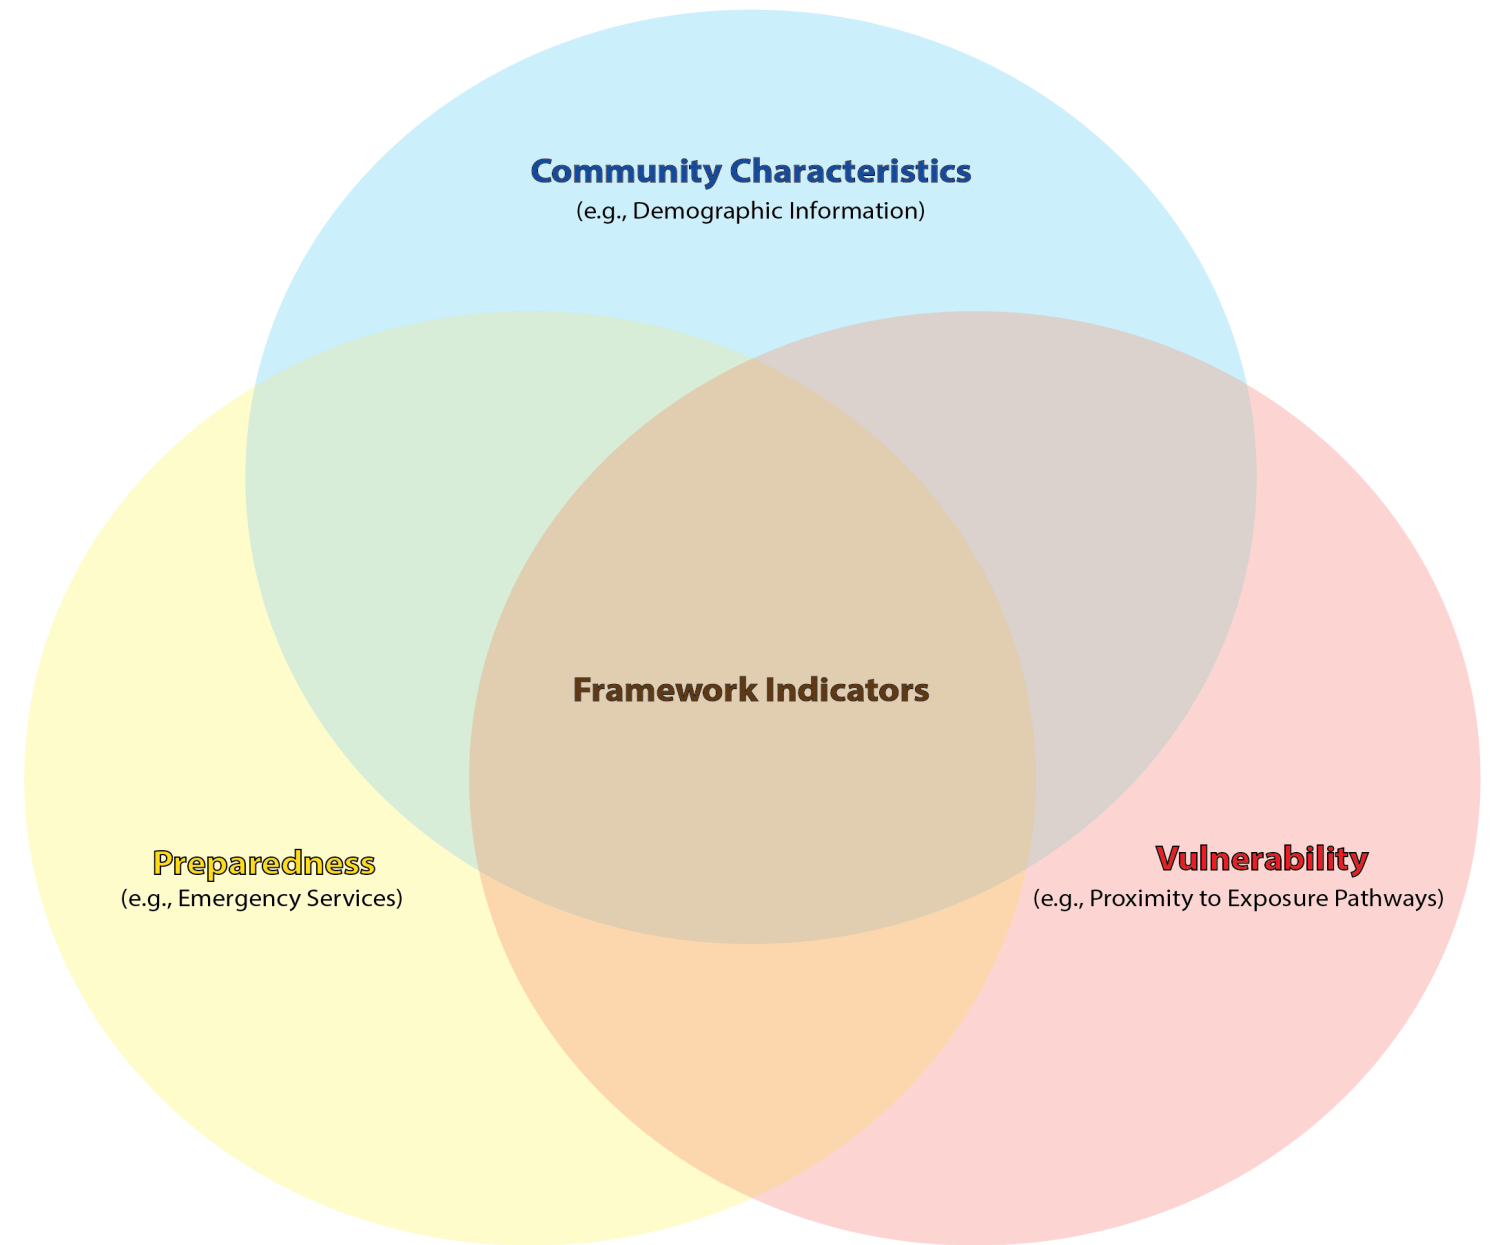 Community Characteristics
(e.g., Demographic Information)
Framework Indicators
Preparedness
(e.g., Emergency Services)
Vulnerability
(e.g., Proximity to Exposure Pathways)